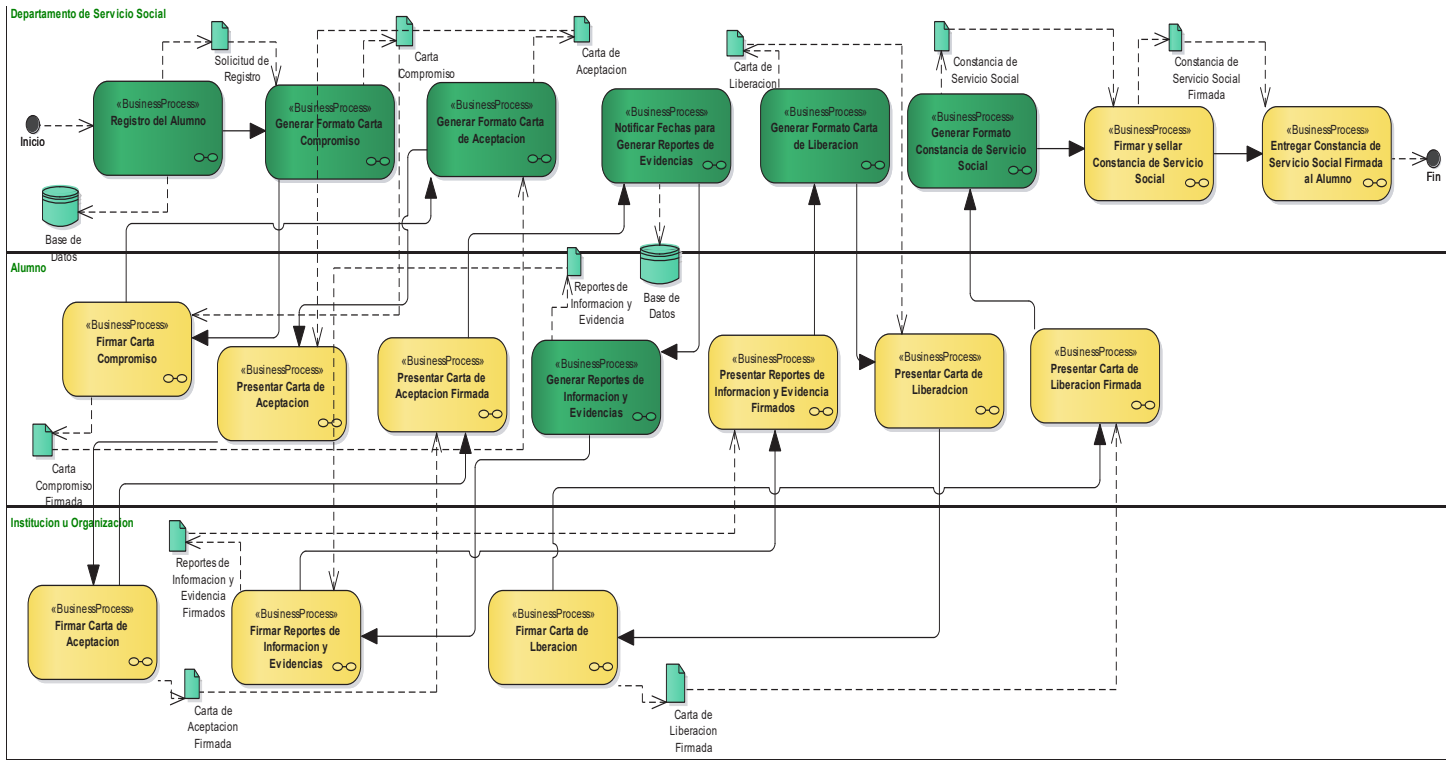 Departamento de Servicio Social
Solicitud de
Registro
Carta
Compromiso
Carta de
Aceptacion
Carta de
Liberacion
Constancia de
Servicio Social
Constancia de
Servicio Social
Firmada
Inicio
«BusinessProcess»
Registro del Alumno
«BusinessProcess»
Generar Formato Carta
Compromiso
«BusinessProcess»
Generar Formato Carta
de Aceptacion
«BusinessProcess»
Notificar Fechas para
Generar Reportes de
Evidencias
«BusinessProcess»
Generar Formato Carta
de Liberacion
«BusinessProcess»
Generar Formato
Constancia de Servicio
Social
«BusinessProcess»
Firmar y sellar
Constancia de Servicio
Social
«BusinessProcess»
Entregar Constancia de
Servicio Social Firmada
al Alumno
Fin
Base de
Datos
Alumno
Reportes de
Informacion y
Evidencia
Base de
Datos
«BusinessProcess»
Firmar Carta
Compromiso
«BusinessProcess»
Presentar Carta de
Aceptacion
«BusinessProcess»
Presentar Carta de
Aceptacion Firmada
«BusinessProcess»
Generar Reportes de
Informacion y
Evidencias
«BusinessProcess»
Presentar Reportes de
Informacion y Evidencia
Firmados
«BusinessProcess»
Presentar Carta de
Liberadcion
«BusinessProcess»
Presentar Carta de
Liberacion Firmada
Carta
Compromiso
Firmada
Institucion u Organizacion
Reportes de
Informacion y
Evidencia
Firmados
«BusinessProcess»
Firmar Carta de
Aceptacion
«BusinessProcess»
Firmar Reportes de
Informacion y
Evidencias
«BusinessProcess»
Firmar Carta de
Lberacion
Carta de
Aceptacion
Firmada
Carta de
Liberacion
Firmada